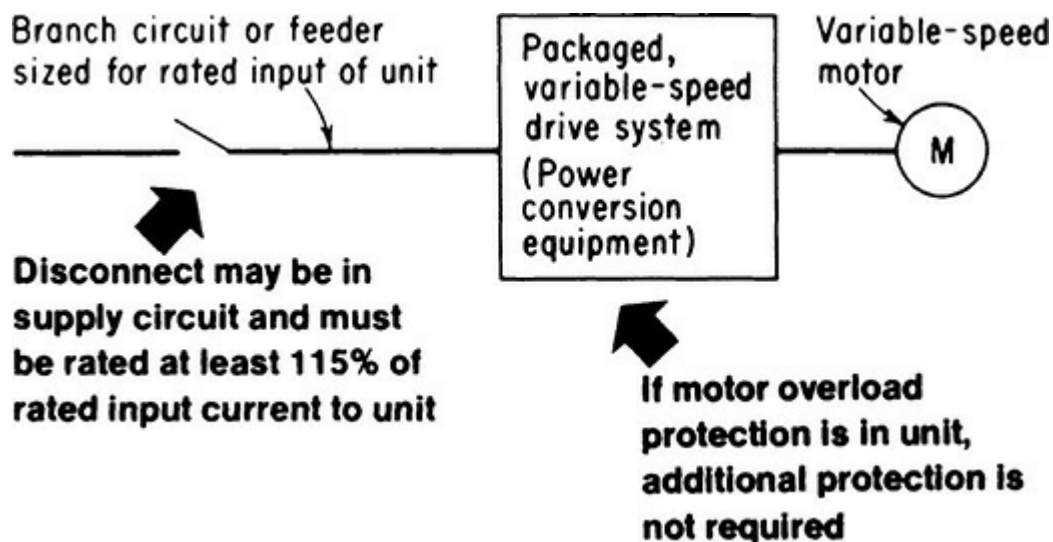 Branch circuit or feeder
sized for rated input of unit
Packaged,
variable-speed
drive system
(Power
conversion
equipment)
Variable-speed
motor
M
Disconnect may be in
supply circuit and must
be rated at least 115% of
rated input current to unit
If motor overload
protection is in unit,
additional protection is
not required